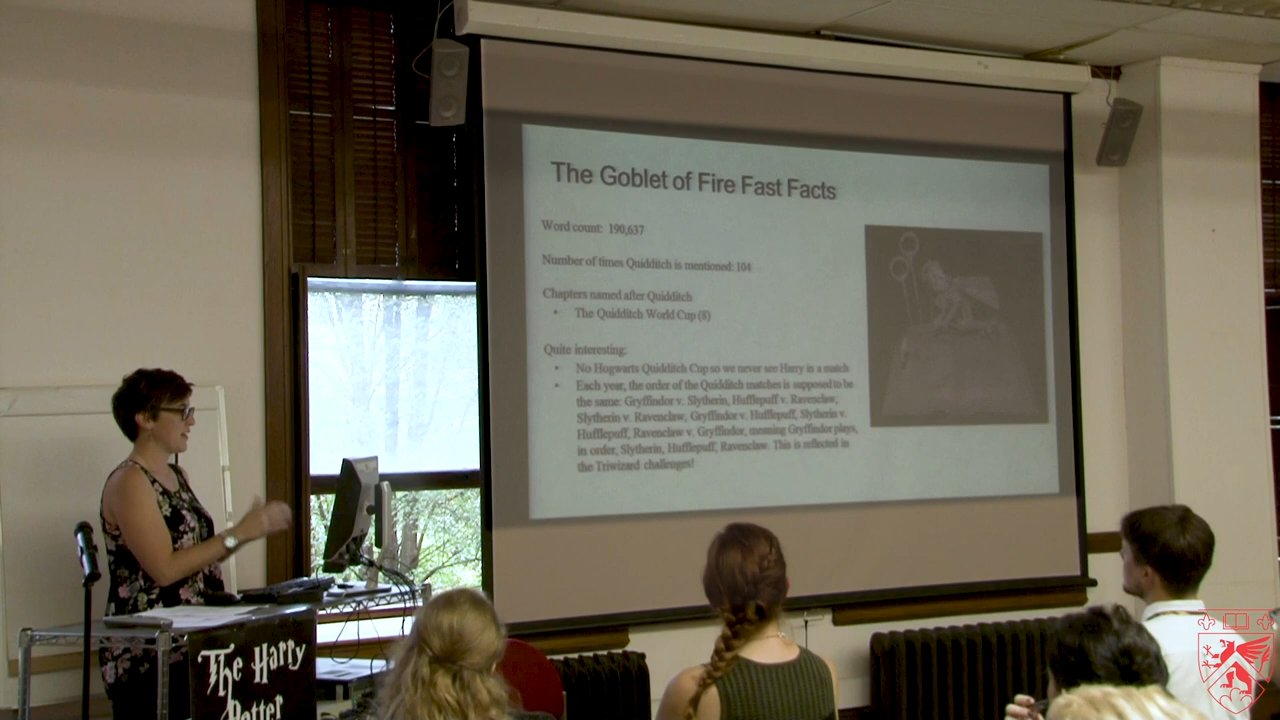 The Goblet of Fire Fast Facts
Word count: 190,637
Number of times Quidditch is mentioned: 104
Chapters named after Quidditch
• The Quidditch World Cup (8)
Quite interesting:
• No Hogwarts Quidditch Cup so we never see Harry in a match
• Each year, the order of the Quidditch matches is supposed to be
the same: Gryffindor v. Slytherin, Hufflepuff v. Ravenclaw,
Slytherin v. Ravenclaw, Gryffindor v. Hufflepuff, Slytherin v.
Hufflepuff, Ravenclaw v. Gryffindor, meaning Gryffindor plays,
in order, Slytherin, Hufflepuff, Ravenclaw. This is reflected in
the Triwizard challenges!
The Harry
Potter